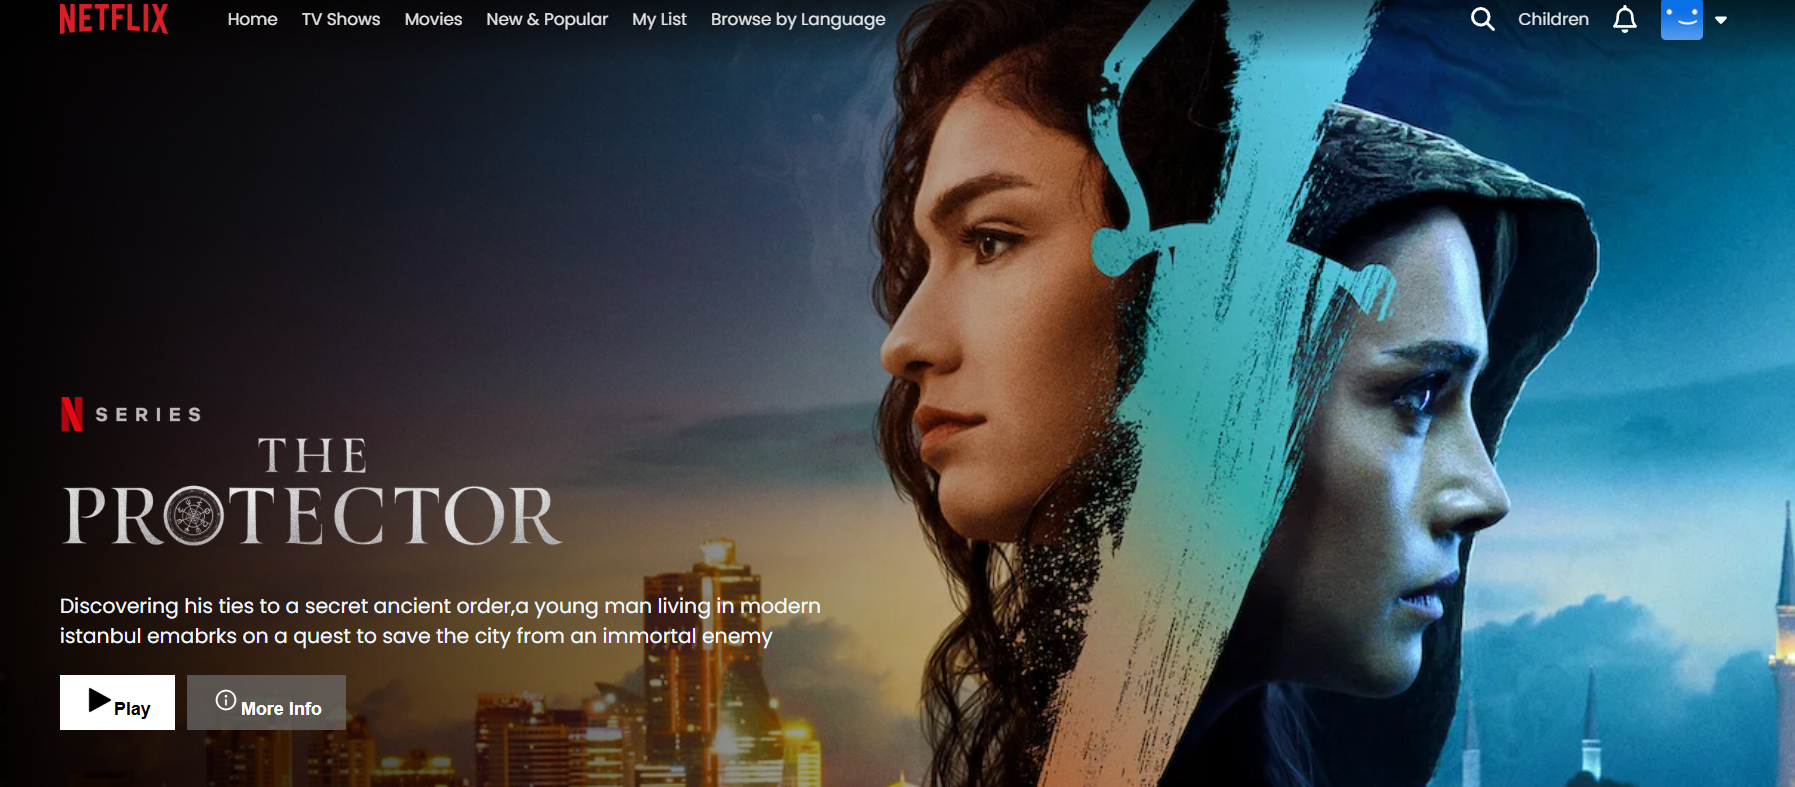 NETFLIX Home TV Shows Movies New & Popular My List Browse by Language Children
N SERIES
THE
PROTECTOR
Discovering his ties to a secret ancient order,a young man living in modern
istanbul emabrks on a quest to save the city from an immortal enemy
Play More Info